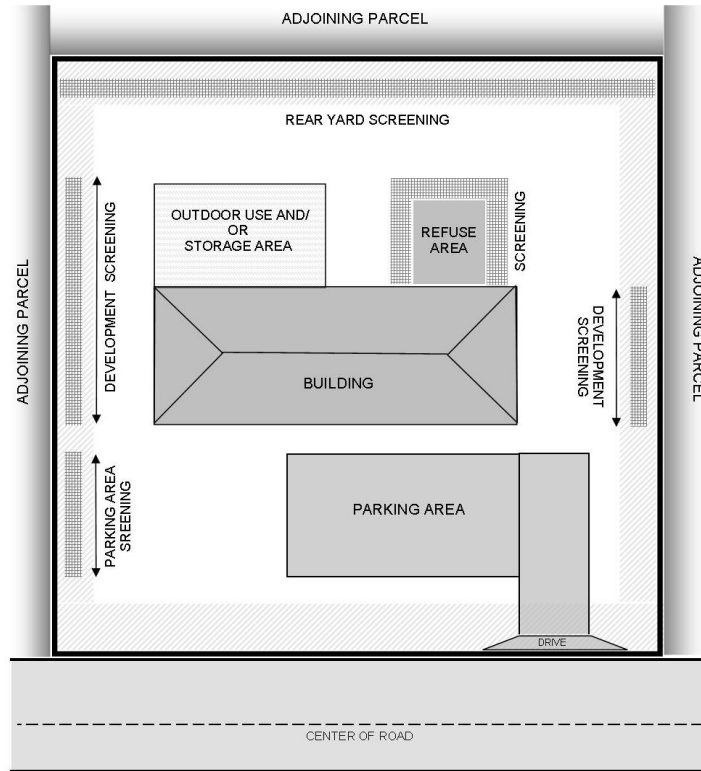 ADJOINING PARCEL
REAR YARD SCREENING
OUTDOOR USE AND/
OR
STORAGE AREA
REFUSE
AREA
SCREENING
DEVELOPMENT SCREENING
ADJOINING PARCEL
ADJOINING PARCEL
DEVELOPMENT
SCREENING
BUILDING
PARKING AREA
SREENING
PARKING AREA
DRIVE
CENTER OF ROAD